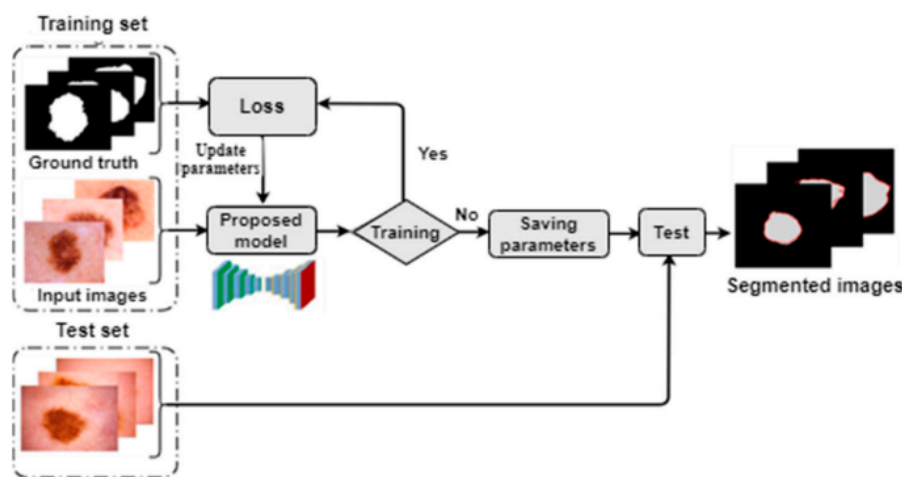 Training set
Ground truth
Input images
Loss
Update
parameters
Proposed
model
Training
Yes
No
Saving
parameters
Test
Segmented images
Test set